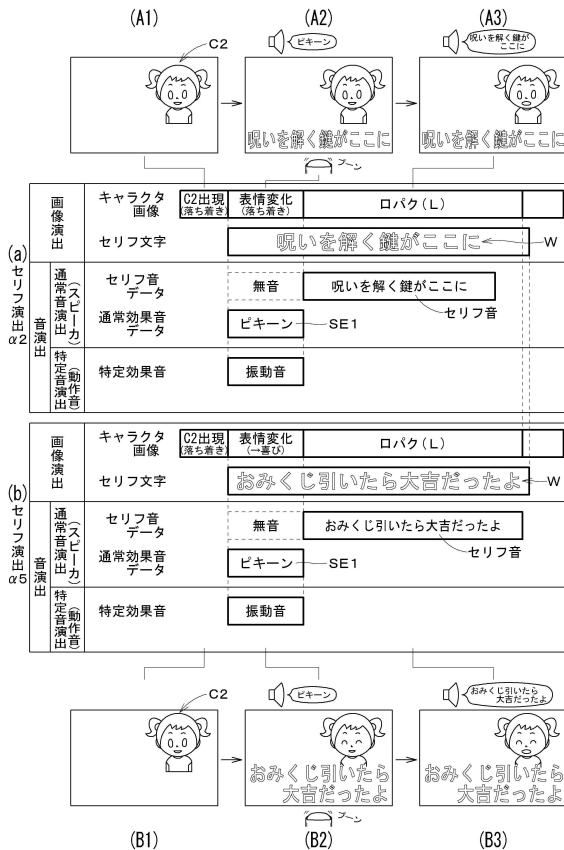 (A1)
(A2)
(A3)
C2
ピキーン
呪いを解く鍵が
ここに
呪いを解く鍵がここに
呪いを解く鍵がここに
ブーン
(a)
セリフ演出
α2
画像演出
キャラクタ
画像
C2出現
(落ち着き)
表情変化
(落ち着き)
口パク(L)
セリフ文字
呪いを解く鍵がここに
W
音演出
通常音演出
(スピーカ)
セリフ音
データ
無音
呪いを解く鍵がここに
セリフ音
通常効果音
データ
ピキーン
SE1
特定音演出
(動作音)
特定効果音
振動音
(b)
セリフ演出
α5
画像演出
キャラクタ
画像
C2出現
(落ち着き)
表情変化
(→喜び)
口パク(L)
セリフ文字
おみくじ引いたら大吉だったよ
W
音演出
通常音演出
(スピーカ)
セリフ音
データ
無音
おみくじ引いたら大吉だったよ
セリフ音
通常効果音
データ
ピキーン
SE1
特定音演出
(動作音)
特定効果音
振動音
C2
ピキーン
おみくじ引いたら
大吉だったよ
おみくじ引いたら
大吉だったよ
おみくじ引いたら
大吉だったよ
ブーン
(B1)
(B2)
(B3)